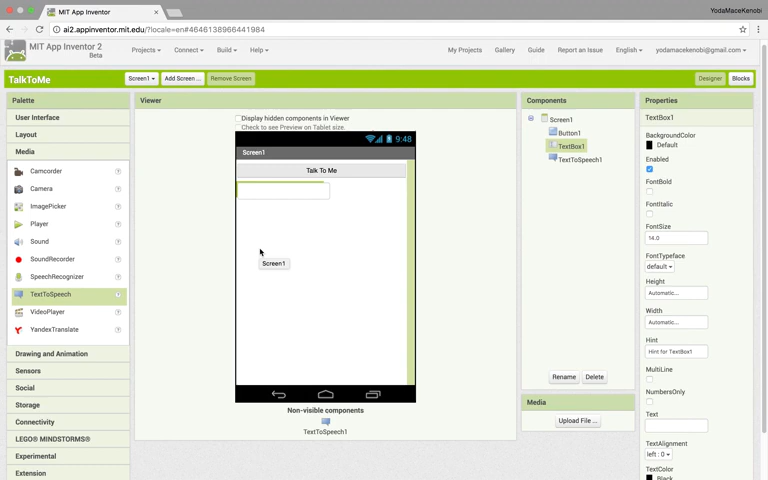 MIT App Inventor 2
YodaMaceKenobi
ai2.appinventor.mit.edu/?locale=en#4646138966441984
MIT App Inventor 2
Beta
Projects
Connect
Build
Help
My Projects
Gallery
Guide
Report an Issue
English
yodamacekenobi@gmail.com
TalkToMe
Screen1
Add Screen ...
Remove Screen
Designer
Blocks
Palette
User Interface
Layout
Media
Camcorder ?
Camera ?
ImagePicker ?
Player ?
Sound ?
SoundRecorder ?
SpeechRecognizer ?
TextToSpeech ?
VideoPlayer ?
YandexTranslate ?
Drawing and Animation
Sensors
Social
Storage
Connectivity
LEGO® MINDSTORMS®
Experimental
Extension
Viewer
Display hidden components in Viewer
Check to see Preview on Tablet size.
9:48
Screen1
Talk To Me
Screen1
Non-visible components
TextToSpeech1
Components
Screen1
Button1
TextBox1
TextToSpeech1
Rename
Delete
Media
Upload File ...
Properties
TextBox1
BackgroundColor
Default
Enabled
FontBold
FontItalic
FontSize
14.0
FontTypeface
default
Height
Automatic...
Width
Automatic...
Hint
Hint for TextBox1
MultiLine
NumbersOnly
Text
TextAlignment
left : 0
TextColor
Black